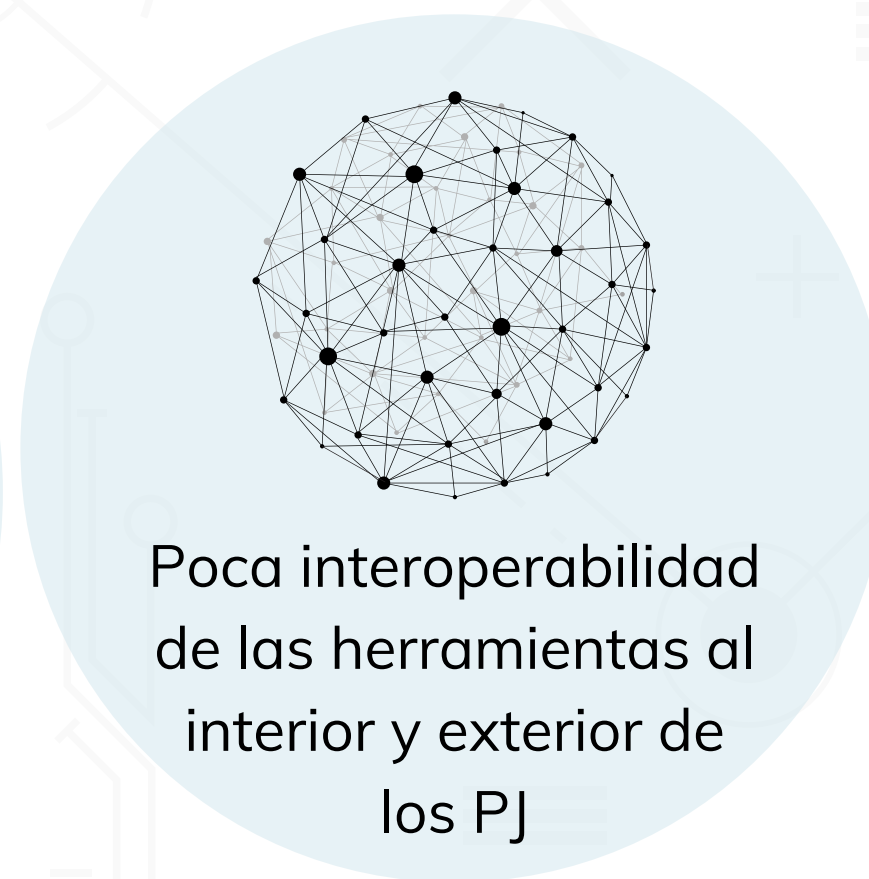 Poca interoperabilidad
de las herramientas al
interior y exterior de
los PJ